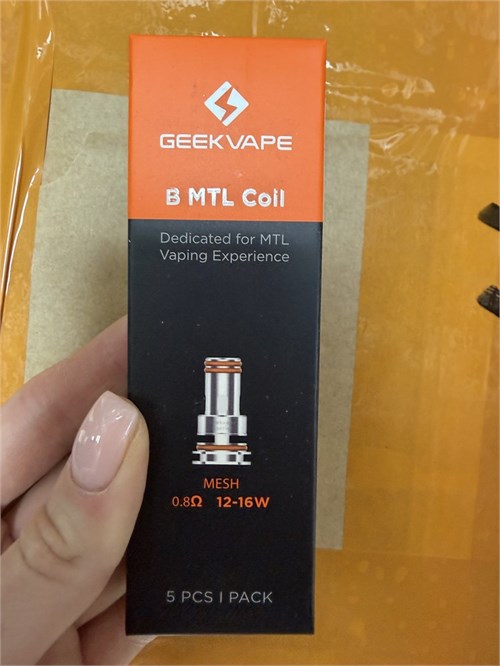 GEEKVAPE
B MTL Coil
Dedicated for MTL
Vaping Experience
MESH
0.8Ω 12-16W
5 PCS | PACK